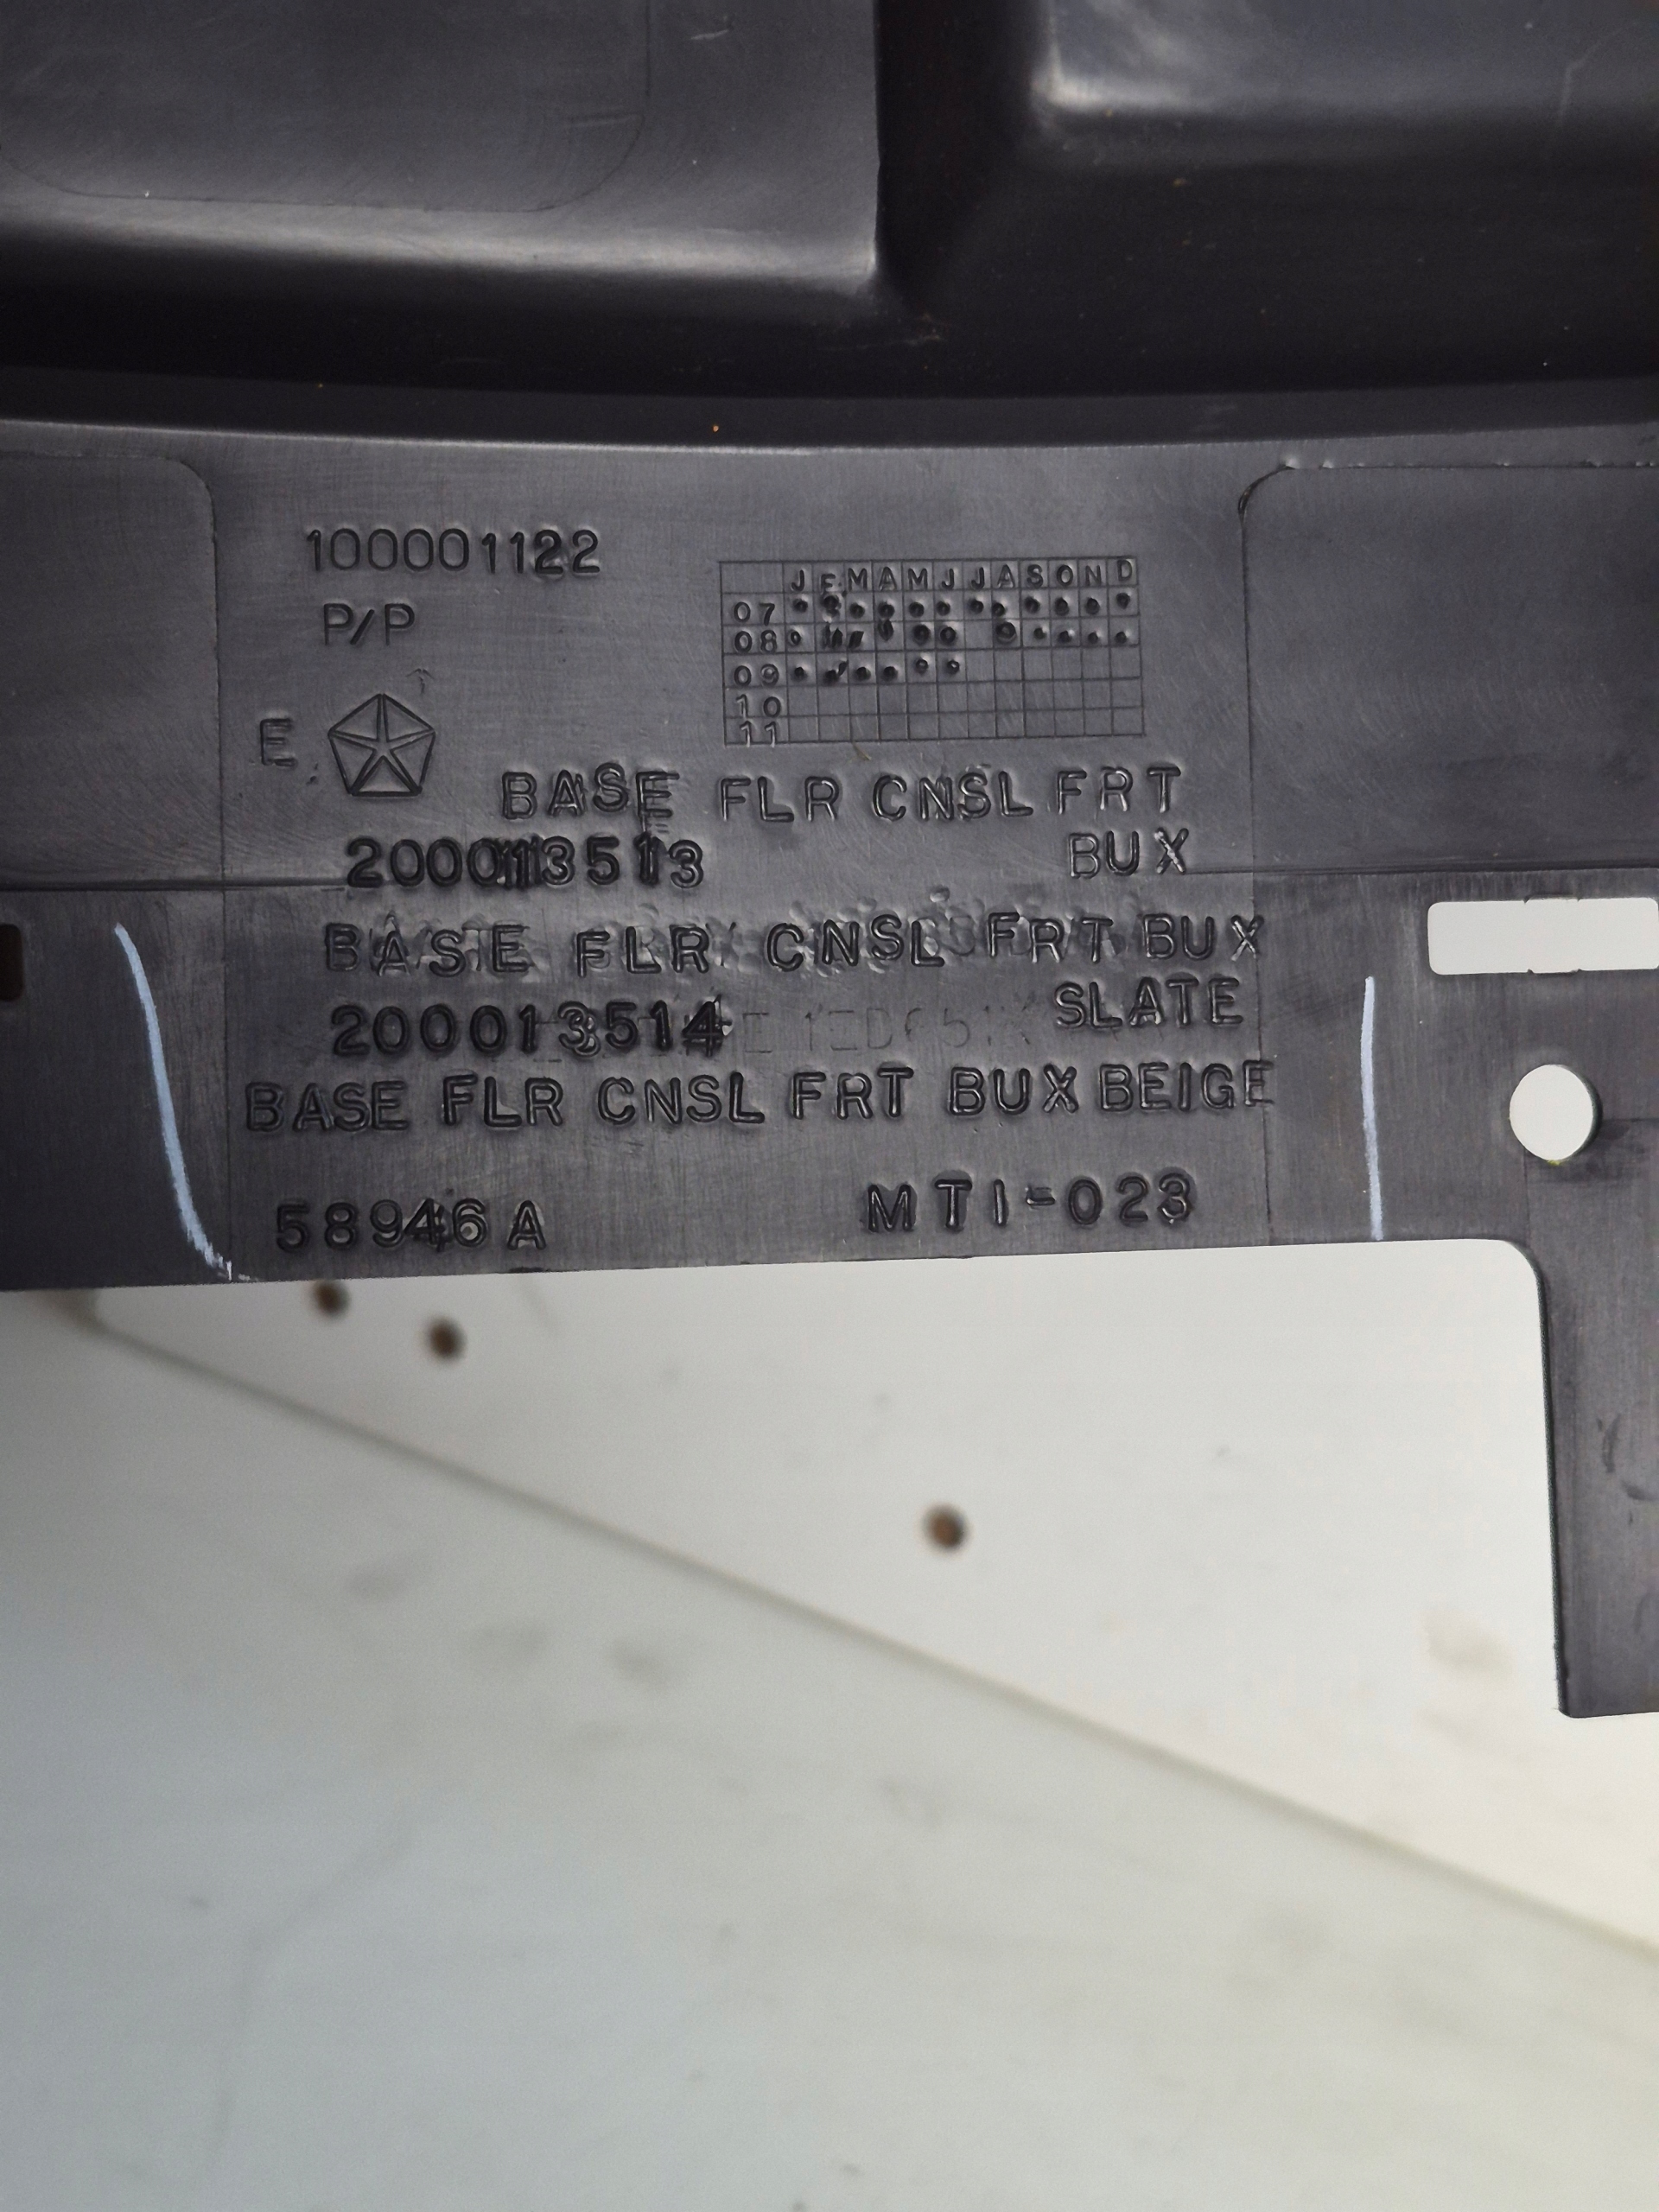 100001122
P/P
J F M A M J J A S O N D
07
08
09
10
11
E
BASE FLR CNSL FRT
200013513 BUX
BASE FLR CNSL FRT BUX
200013514 SLATE
BASE FLR CNSL FRT BUX BEIGE
58946A MTI-023